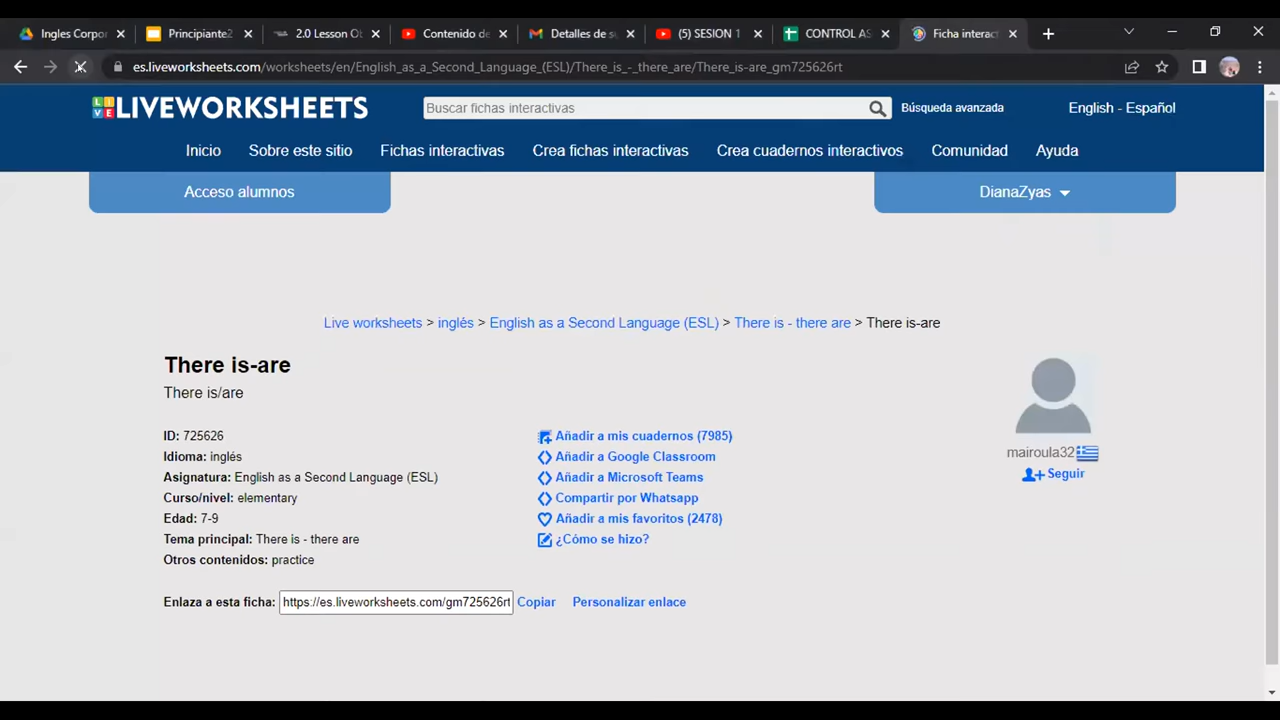 Ingles Corpor
Principiante2
2.0 Lesson Ob
Contenido de
Detalles de su
(5) SESION 1
CONTROL AS
Ficha interact
es.liveworksheets.com/worksheets/en/English_as_a_Second_Language_(ESL)/There_is_-_there_are/There_is-are_gm725626rt
LIVEWORKSHEETS
Buscar fichas interactivas
Búsqueda avanzada
English - Español
Inicio
Sobre este sitio
Fichas interactivas
Crea fichas interactivas
Crea cuadernos interactivos
Comunidad
Ayuda
Acceso alumnos
DianaZyas
Live worksheets > inglés > English as a Second Language (ESL) > There is - there are > There is-are
There is-are
There is/are
ID: 725626
Idioma: inglés
Asignatura: English as a Second Language (ESL)
Curso/nivel: elementary
Edad: 7-9
Tema principal: There is - there are
Otros contenidos: practice
Añadir a mis cuadernos (7985)
Añadir a Google Classroom
Añadir a Microsoft Teams
Compartir por Whatsapp
Añadir a mis favoritos (2478)
¿Cómo se hizo?
mairoula32
Seguir
Enlaza a esta ficha: https://es.liveworksheets.com/gm725626rt Copiar Personalizar enlace